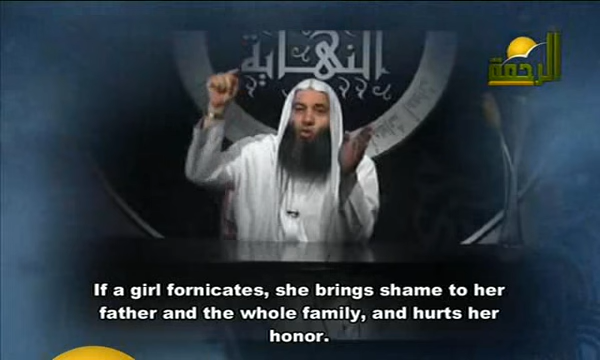 النهاية
الرحمة
If a girl fornicates, she brings shame to her
father and the whole family, and hurts her
honor.